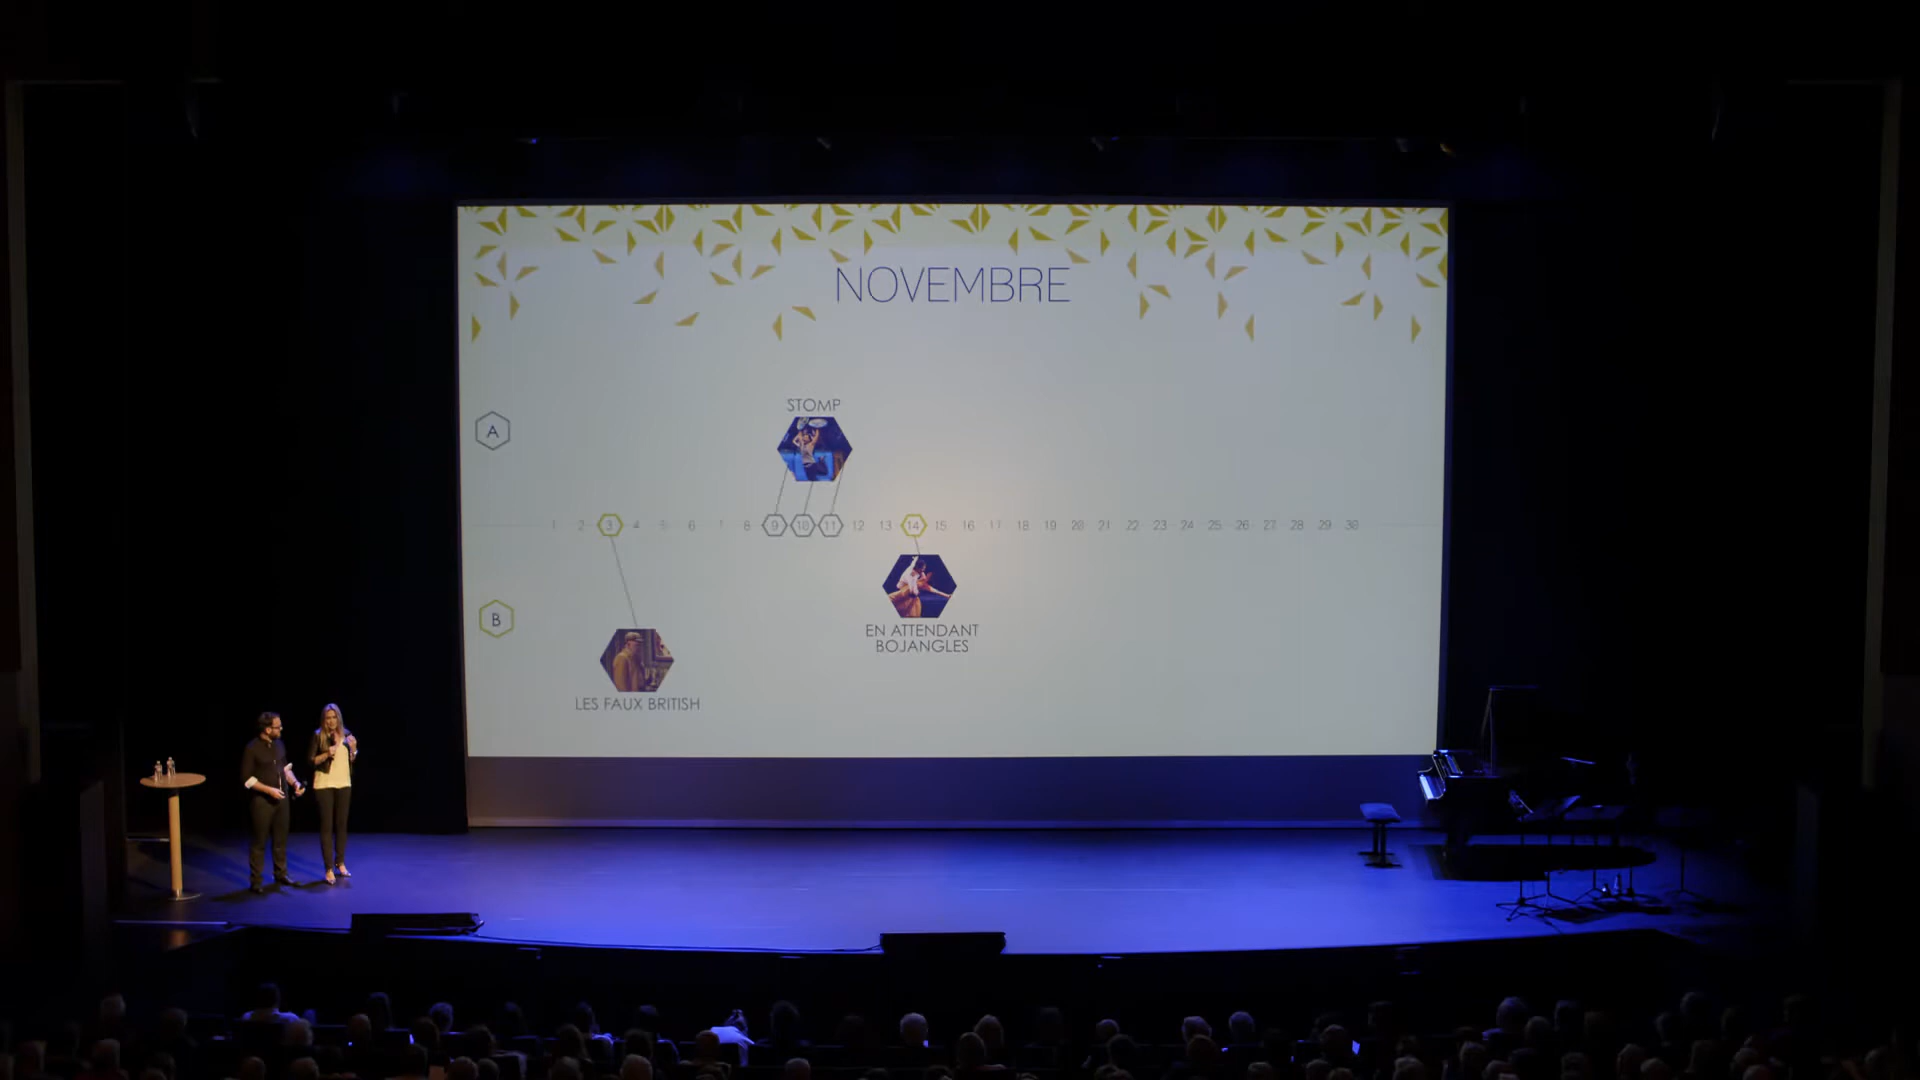 NOVEMBRE
STOMP
A
1 2 3 4 5 6 7 8 9 10 11 12 13 14 15 16 17 18 19 20 21 22 23 24 25 26 27 28 29 30
B
EN ATTENDANT
BOJANGLES
LES FAUX BRITISH